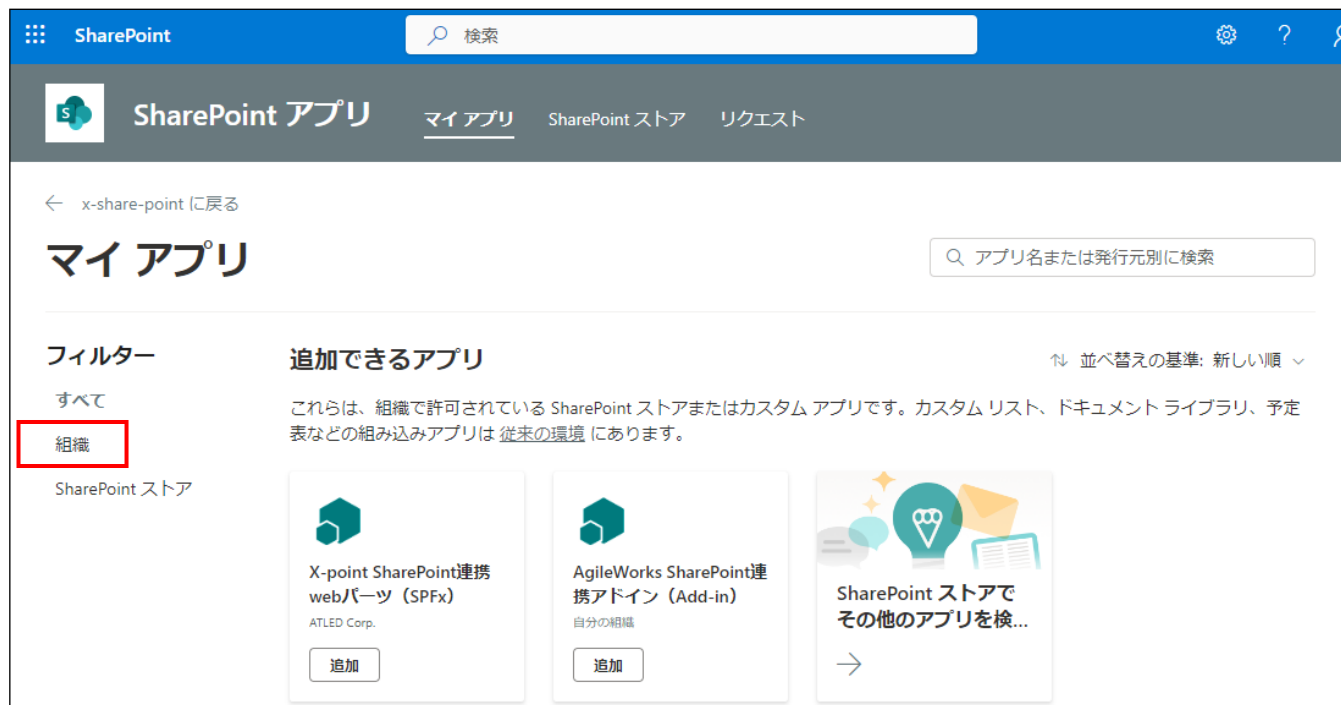 SharePoint
検索
SharePoint アプリ
マイ アプリ
SharePoint ストア
リクエスト
x-share-point に戻る
マイ アプリ
アプリ名または発行元別に検索
フィルター
すべて
組織
SharePoint ストア
追加できるアプリ
並べ替えの基準: 新しい順
これらは、組織で許可されている SharePoint ストアまたはカスタム アプリです。カスタム リスト、ドキュメント ライブラリ、予定
表などの組み込みアプリは 従来の環境 にあります。
X-point SharePoint連携
webパーツ（SPFx）
ATLED Corp.
追加
AgileWorks SharePoint連
携アドイン（Add-in）
自分の組織
追加
SharePoint ストアで
その他のアプリを検...